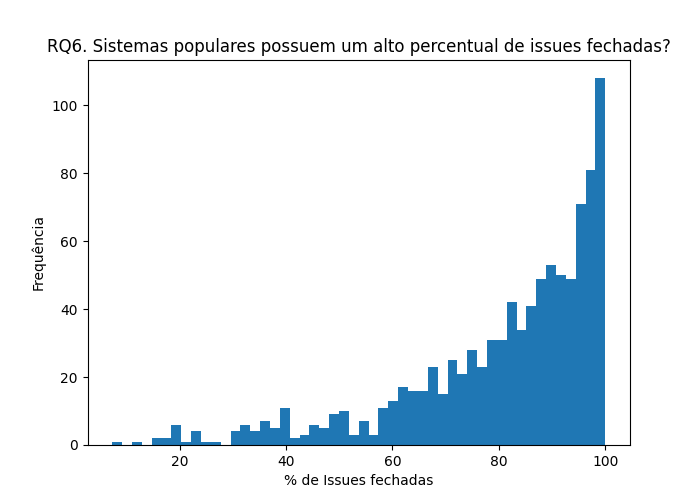 RQ6. Sistemas populares possuem um alto percentual de issues fechadas?
100
80
60
40
20
0
Frequência
20 40 60 80 100
% de Issues fechadas